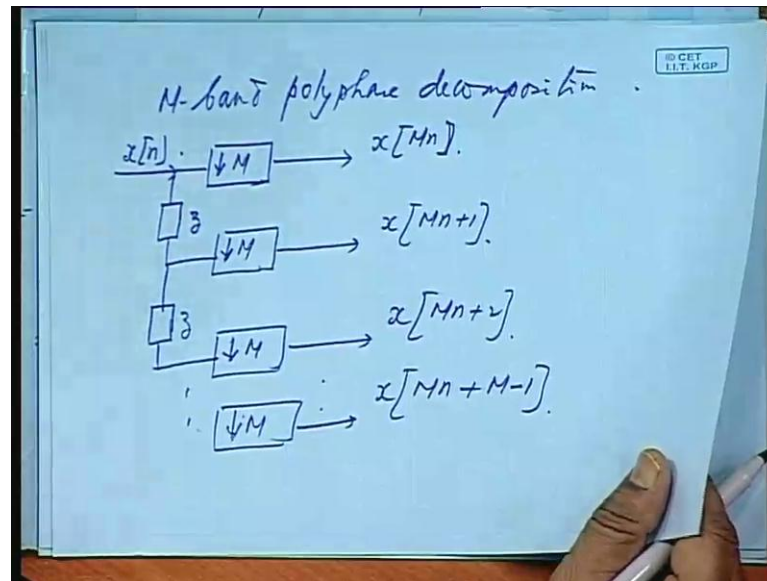 © CET
I.I.T. KGP
M-band polyphase decomposition.
x[n]. ↓M x[Mn].
z
↓M x[Mn+1].
z
↓M x[Mn+2].
↓M x[Mn+M-1].